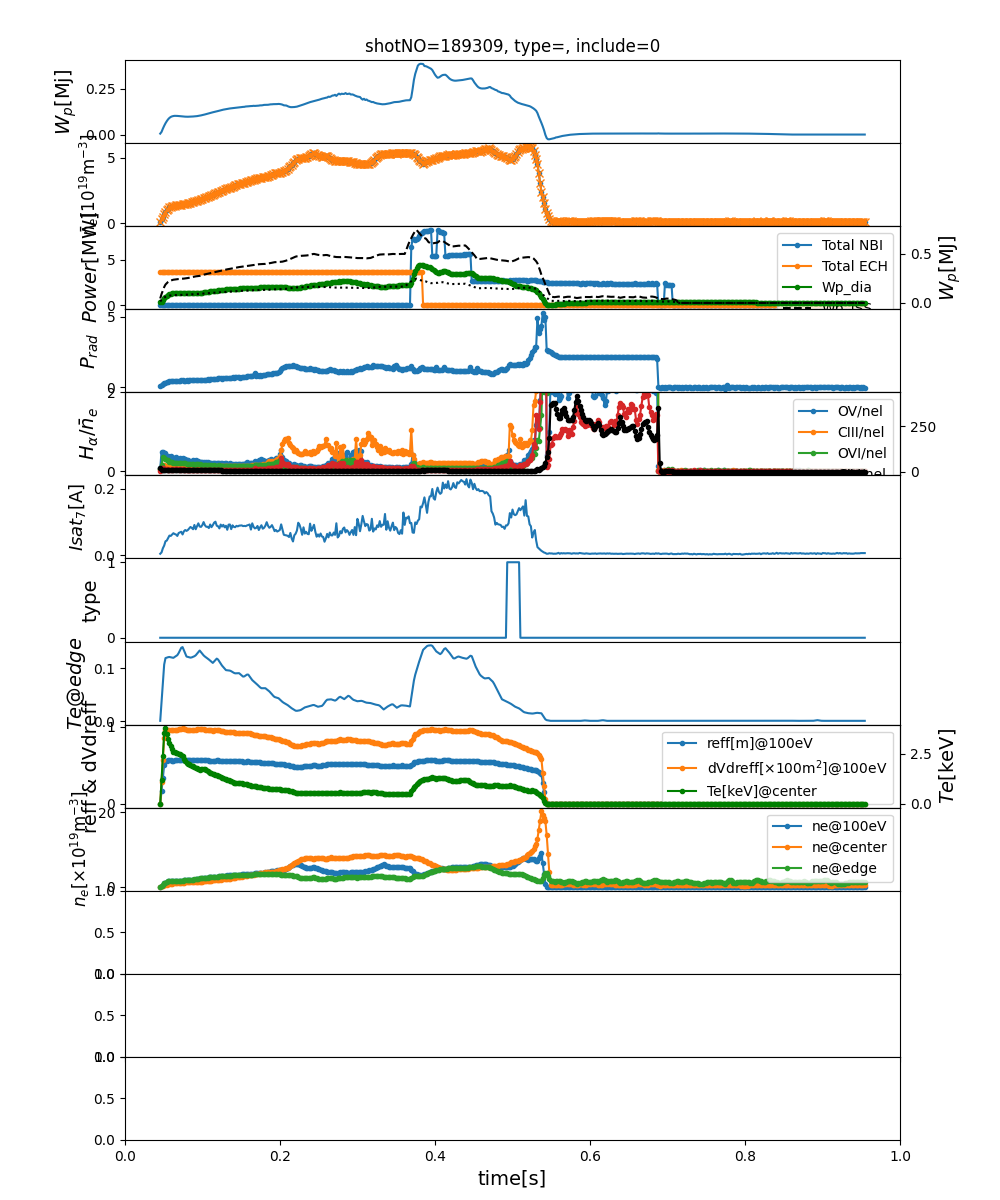 shotNO=189309, type=, include=0
W_p[Mj]
0.25
0.00
n̄_e[10^19 m^−3]
5
0
Power[MW]
5
0
Total NBI
Total ECH
Wp_dia
0.5
0.0
W_p[MJ]
P_rad
5
0
H_α/n̄_e
2
0
OV/nel
CIII/nel
OVI/nel
250
0
Isat_7[A]
0.2
0.0
type
1
0
Te@edge
0.1
0.0
reff & dVdreff
1
0
reff[m]@100eV
dVdreff[×100m^2]@100eV
Te[keV]@center
2.5
0.0
Te[keV]
n_e[×10^19 m^−3]
20
0
ne@100eV
ne@center
ne@edge
1.0
0.5
0.0
1.0
0.5
0.0
1.0
0.5
0.0
0.0 0.2 0.4 0.6 0.8 1.0
time[s]